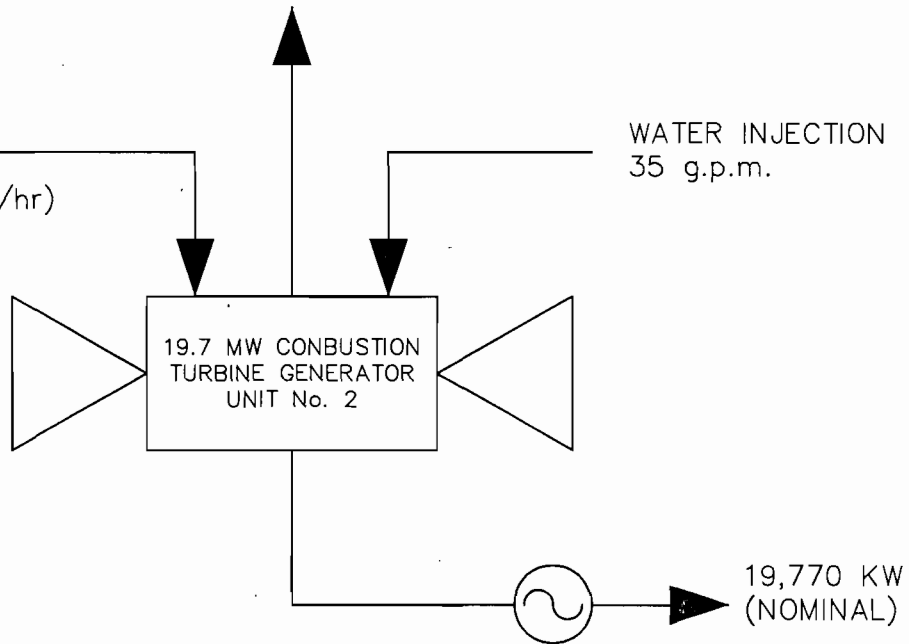 WATER INJECTION
35 g.p.m.
/hr)
19.7 MW CONBUSTION
TURBINE GENERATOR
UNIT No. 2
19,770 KW
(NOMINAL)